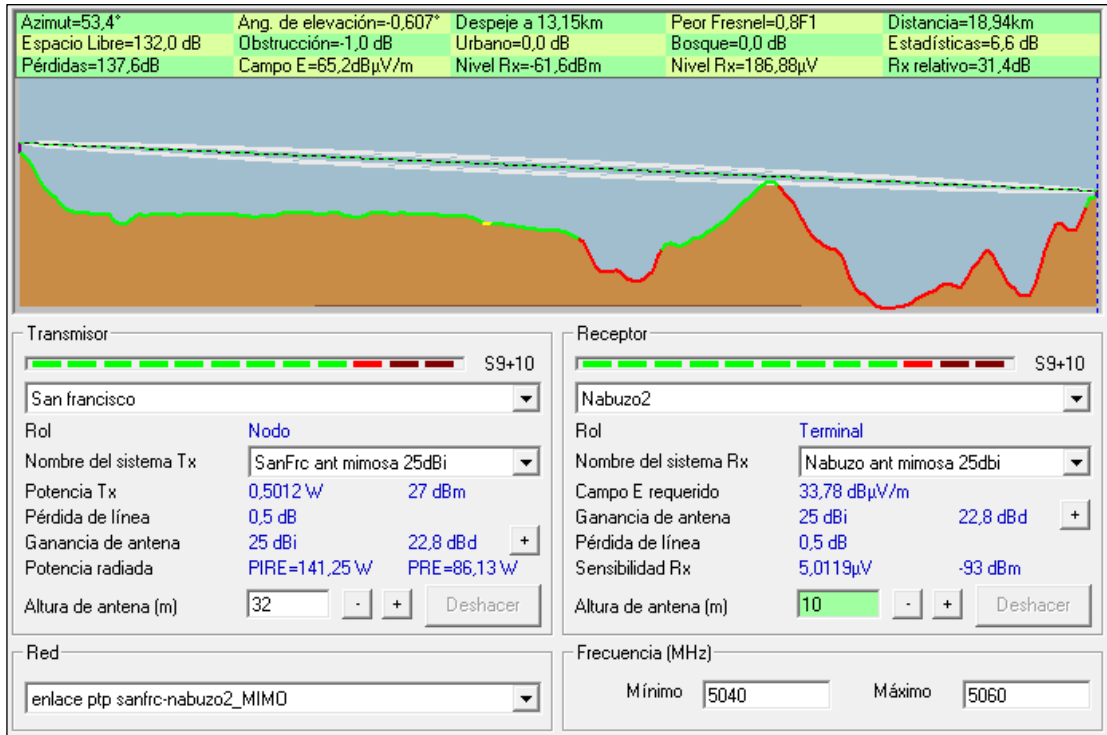 Azimut=53,4° Ang. de elevación=-0,607° Despeje a 13,15km Peor Fresnel=0,8F1 Distancia=18,94km
Espacio Libre=132,0 dB Obstrucción=-1,0 dB Urbano=0,0 dB Bosque=0,0 dB Estadísticas=6,6 dB
Pérdidas=137,6dB Campo E=65,2dBµV/m Nivel Rx=-61,6dBm Nivel Rx=186,88µV Rx relativo=31,4dB
Transmisor
S9+10
San francisco
Rol Nodo
Nombre del sistema Tx SanFrc ant mimosa 25dBi
Potencia Tx 0,5012 W 27 dBm
Pérdida de línea 0,5 dB
Ganancia de antena 25 dBi 22,8 dBd +
Potencia radiada PIRE=141,25 W PRE=86,13 W
Altura de antena (m) 32 - + Deshacer
Receptor
S9+10
Nabuzo2
Rol Terminal
Nombre del sistema Rx Nabuzo ant mimosa 25dbi
Campo E requerido 33,78 dBµV/m
Ganancia de antena 25 dBi 22,8 dBd +
Pérdida de línea 0,5 dB
Sensibilidad Rx 5,0119µV -93 dBm
Altura de antena (m) 10 - + Deshacer
Red
enlace ptp sanfrc-nabuzo2_MIMO
Frecuencia (MHz)
Mínimo 5040 Máximo 5060